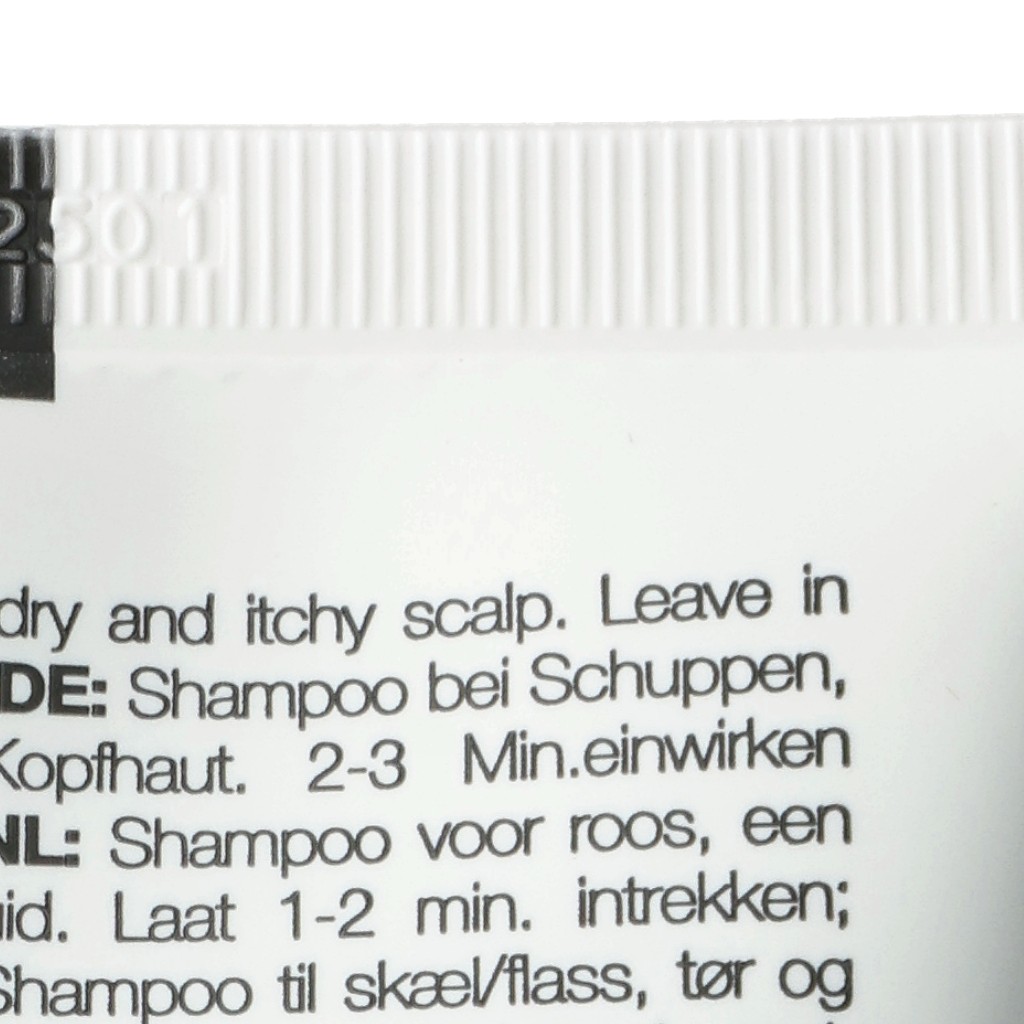 2501
dry and itchy scalp. Leave in
DE: Shampoo bei Schuppen,
Kopfhaut. 2-3 Min.einwirken
NL: Shampoo voor roos, een
Laat 1-2 min. intrekken;
Shampoo til skæl/flass, tør og